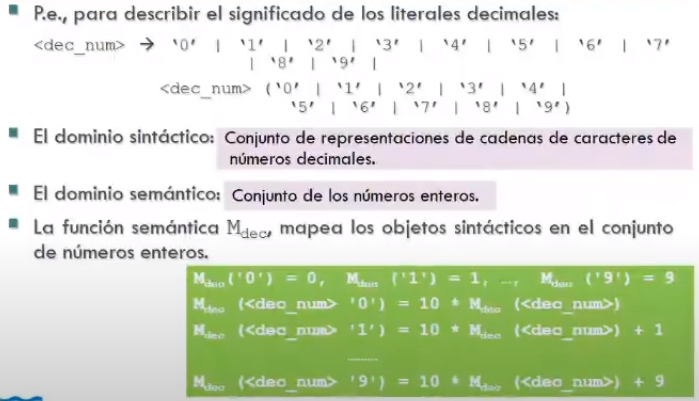 P.e., para describir el significado de los literales decimales:
<dec_num> → '0' | '1' | '2' | '3' | '4' | '5' | '6' | '7'
| '8' | '9' |
<dec_num> ('0' | '1' | '2' | '3' | '4' |
'5' | '6' | '7' | '8' | '9')
El dominio sintáctico: Conjunto de representaciones de cadenas de caracteres de
números decimales.
El dominio semántico: Conjunto de los números enteros.
La función semántica Mdec, mapea los objetos sintácticos en el conjunto
de números enteros.
Mdec('0') = 0, Mdec ('1') = 1, …, Mdec ('9') = 9
Mdec (<dec_num> '0') = 10 * Mdec (<dec_num>)
Mdec (<dec_num> '1') = 10 * Mdec (<dec_num>) + 1
………
Mdec (<dec_num> '9') = 10 * Mdec (<dec_num>) + 9